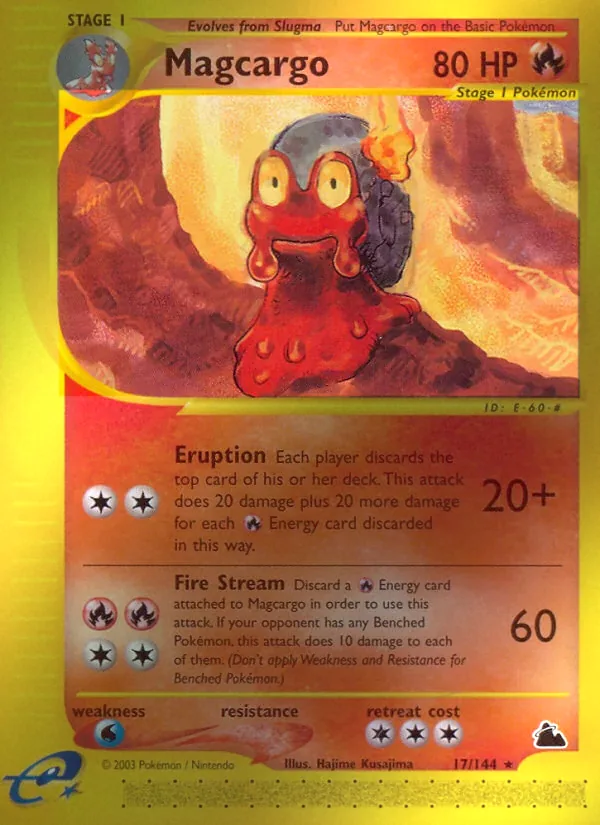 STAGE 1
Evolves from Slugma Put Magcargo on the Basic Pokémon
Magcargo 80 HP
Stage 1 Pokémon
ID: E-60-#
Eruption Each player discards the
top card of his or her deck. This attack
does 20 damage plus 20 more damage
for each Energy card discarded
in this way.
20+
Fire Stream Discard a Energy card
attached to Magcargo in order to use this
attack. If your opponent has any Benched
Pokémon, this attack does 10 damage to each
of them. (Don't apply Weakness and Resistance for
Benched Pokémon.)
60
weakness resistance retreat cost
© 2003 Pokémon / Nintendo Illus. Hajime Kusajima 17/144 ★
e